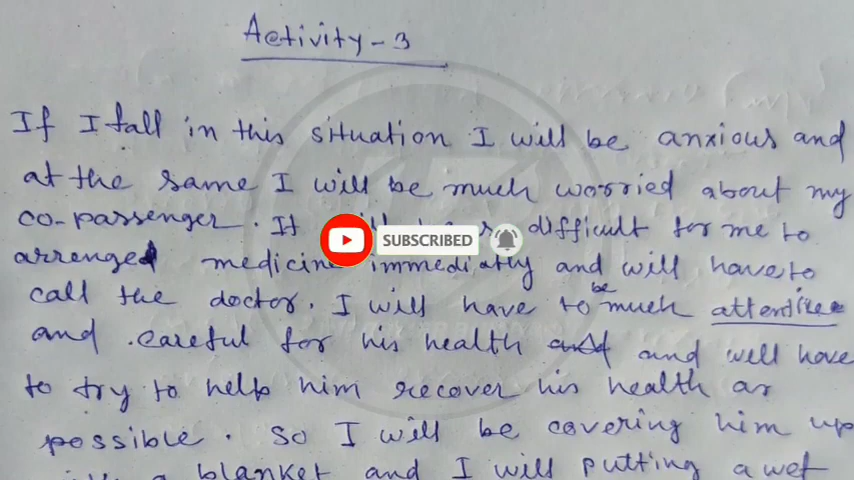 Activity-3
If I fall in this situation I will be anxious and
at the same I will be much worried about my
co-passenger. It difficult for me to
SUBSCRIBED
arranged medicine immediatly and will have to
call the doctor. I will have to be much attentive
and careful for his health and and will have
to try to help him recover his health as
possible. So I will be covering him up
a blanket and I will putting a wet